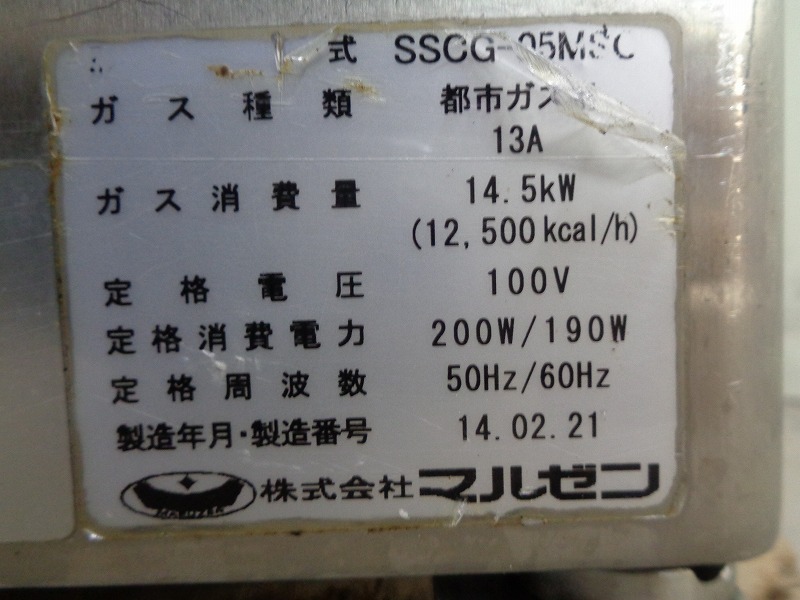 式 SSCG-05MSC
ガス種類 都市ガス
13A
ガス消費量 14.5kW
(12,500kcal/h)
定格電圧 100V
定格消費電力 200W/190W
定格周波数 50Hz/60Hz
製造年月・製造番号 14.02.21
MARUZEN 株式会社マルゼン